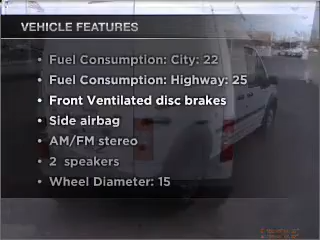 VEHICLE FEATURES
• Fuel Consumption: City: 22
• Fuel Consumption: Highway: 25
• Front Ventilated disc brakes
• Side airbag
• AM/FM stereo
• 2 speakers
• Wheel Diameter: 15